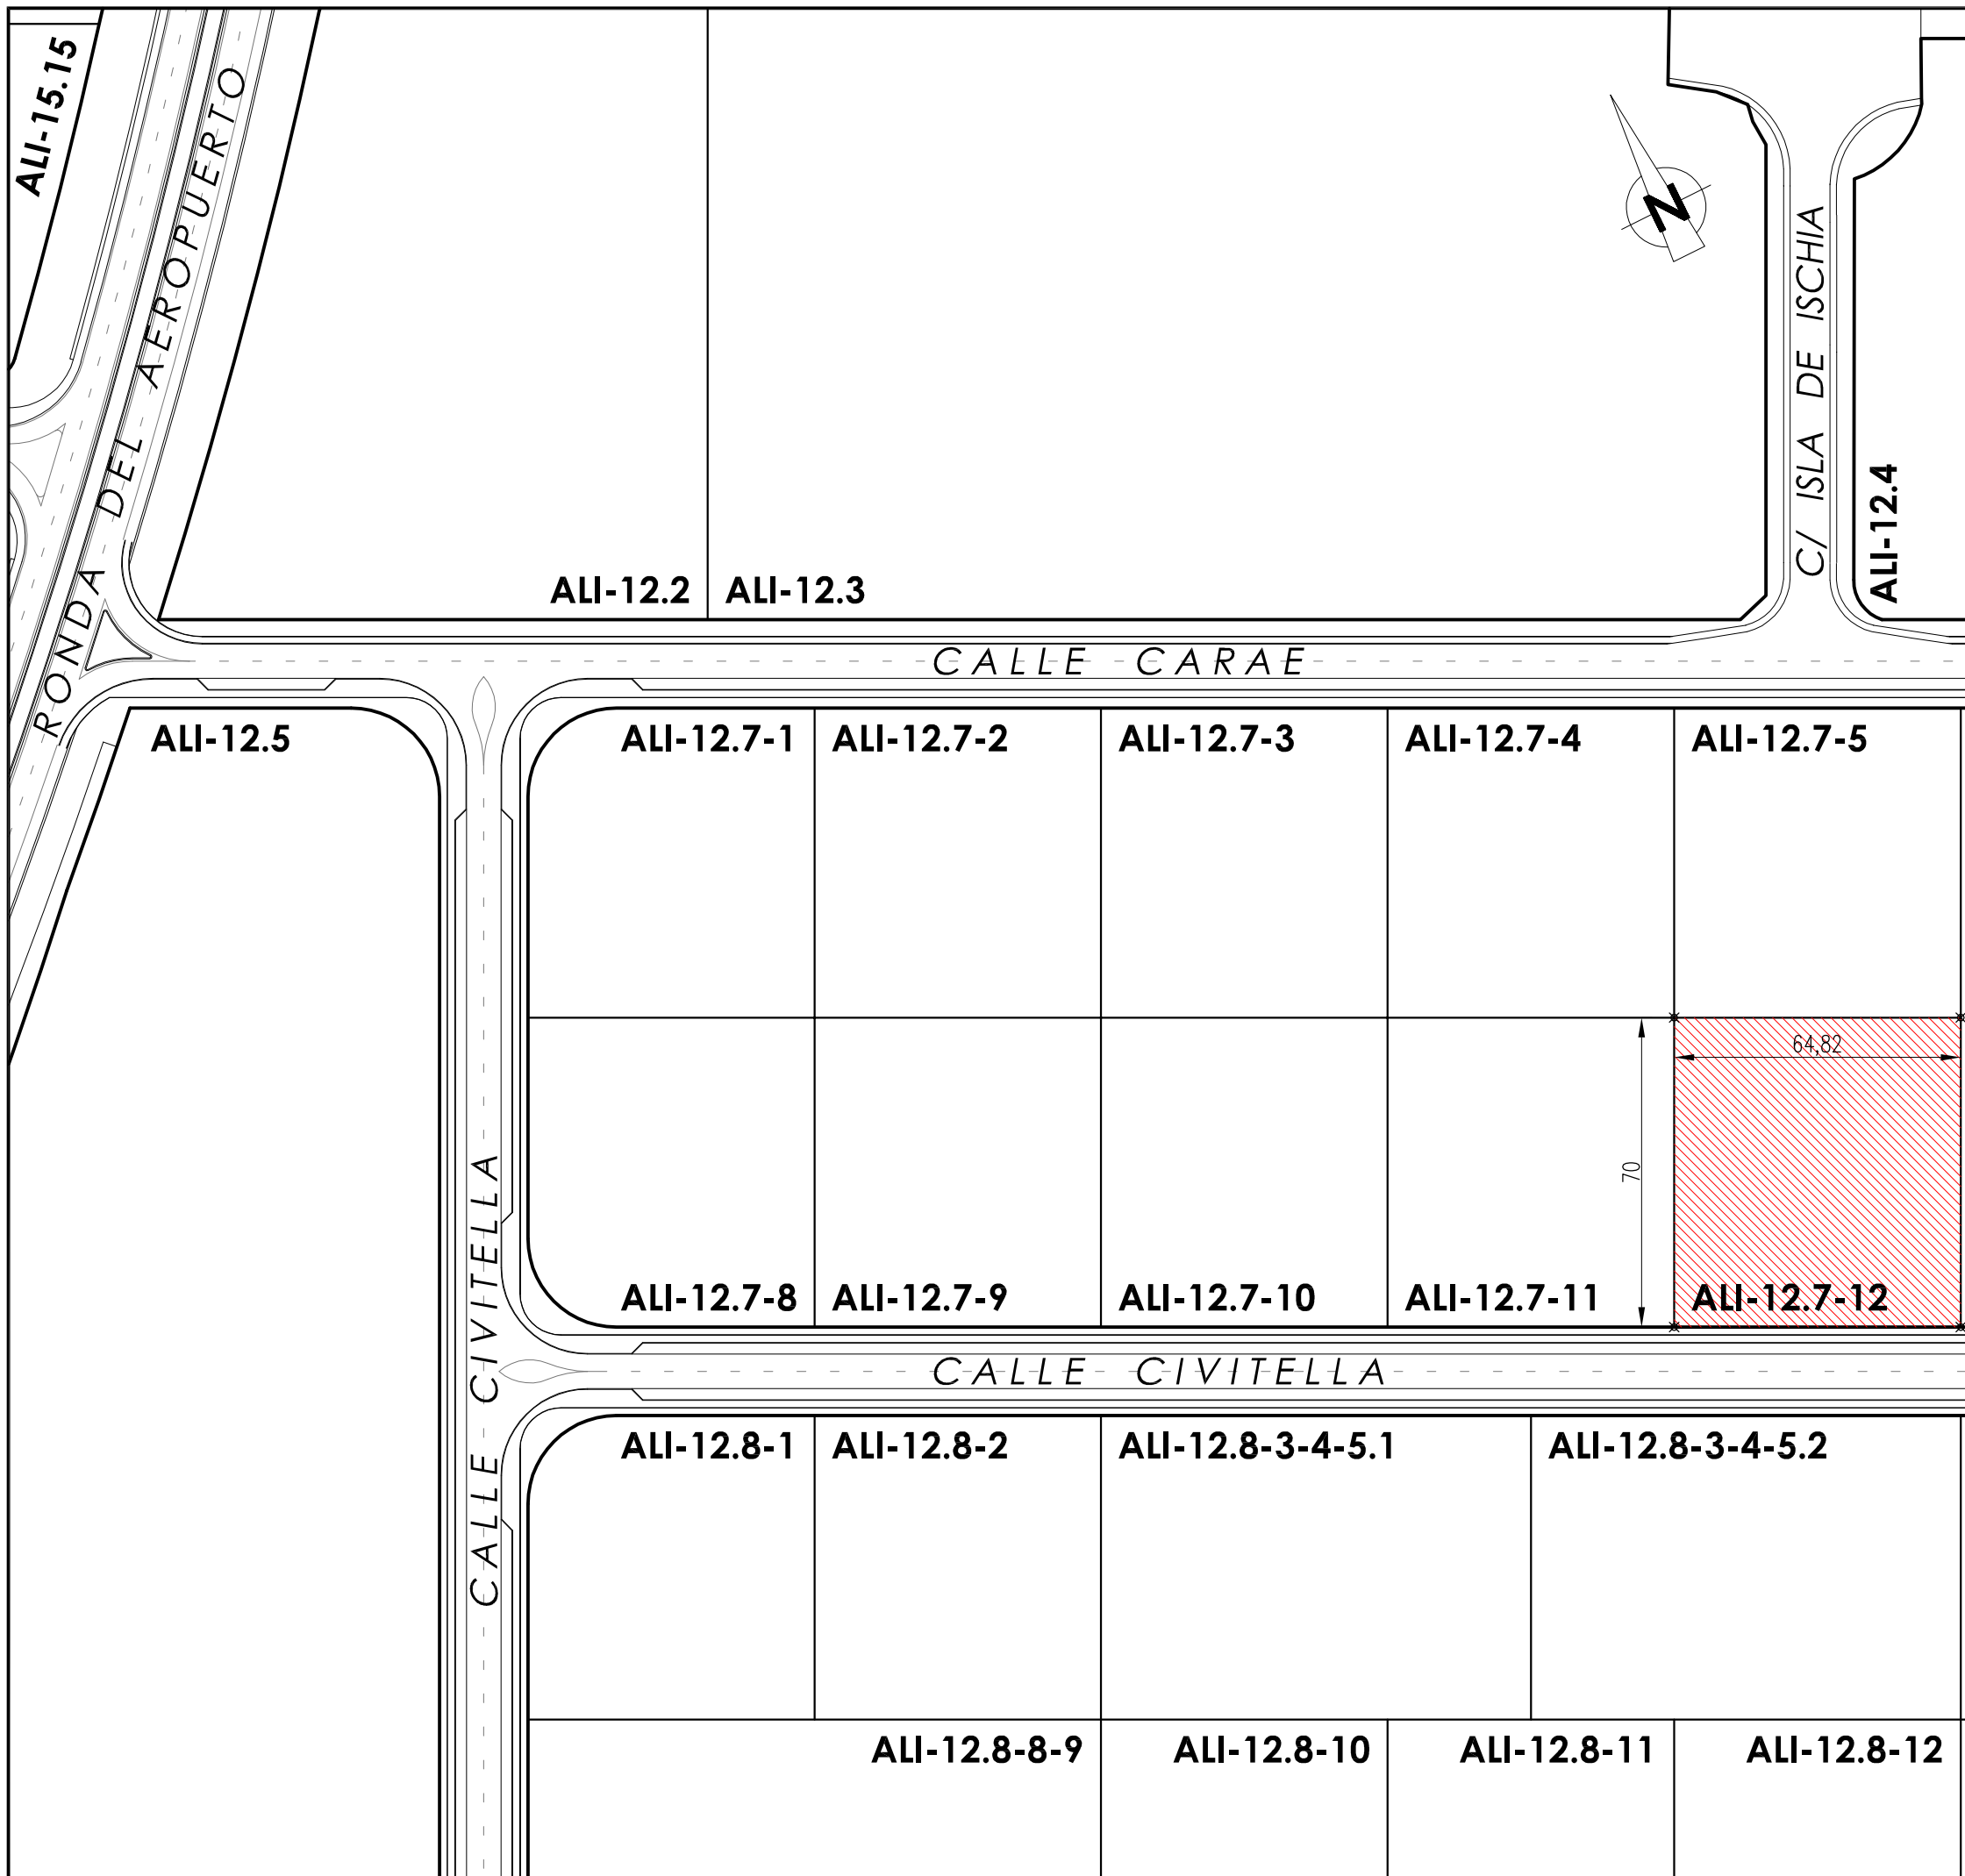 ALI-15.15
RONDA DEL AEROPUERTO
N
C/ ISLA DE ISCHIA
ALI-12.4
ALI-12.2
ALI-12.3
CALLE CARAE
ALI-12.5
ALI-12.7-1
ALI-12.7-2
ALI-12.7-3
ALI-12.7-4
ALI-12.7-5
64,82
70
ALI-12.7-8
ALI-12.7-9
ALI-12.7-10
ALI-12.7-11
ALI-12.7-12
CALLE CIVITELLA
CALLE CIVITELLA
ALI-12.8-1
ALI-12.8-2
ALI-12.8-3-4-5.1
ALI-12.8-3-4-5.2
ALI-12.8-8-9
ALI-12.8-10
ALI-12.8-11
ALI-12.8-12